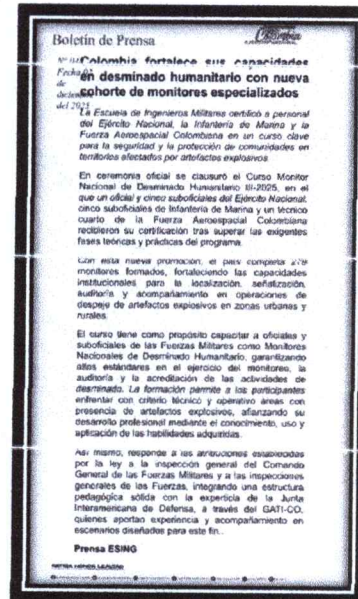 Boletín de Prensa
Colombia
Colombia fortalece sus capacidades
en desminado humanitario con nueva
cohorte de monitores especializados
Fecha
de
del 2025
La Escuela de Ingenieros Militares certificó a personal
del Ejército Nacional, la Infantería de Marina y la
Fuerza Aeroespacial Colombiana en un curso clave
para la seguridad y la protección de comunidades en
territorios afectados por artefactos explosivos
En ceremonia oficial se clausuró el Curso Monitor
Nacional de Desminado Humanitario III-2025, en el
que un oficial y cinco suboficiales del Ejército Nacional,
cinco suboficiales de Infantería de Marina y un técnico
cuarto de la Fuerza Aeroespacial Colombiana
recibieron su certificación tras superar las exigentes
fases teóricas y prácticas del programa.
Con esta nueva promoción, el país completa
monitores formados, fortaleciendo las capacidades
institucionales para la localización, señalización,
auditoría y acompañamiento en operaciones de
despeje de artefactos explosivos en zonas urbanas y
rurales.
El curso tiene como propósito capacitar a oficiales y
suboficiales de las Fuerzas Militares como Monitores
Nacionales de Desminado Humanitario, garantizando
altos estándares en el ejercicio del monitoreo, la
auditoría y la acreditación de las actividades de
desminado. La formación permite a los participantes
enfrentar con criterio técnico y operativo áreas con
presencia de artefactos explosivos, afianzando su
desarrollo profesional mediante el conocimiento, uso y
aplicación de las habilidades adquiridas.
Así mismo, responde a las atribuciones establecidas
por la ley a la inspección general del Comando
General de las Fuerzas Militares y a las inspecciones
generales de las Fuerzas, integrando una estructura
pedagógica sólida con la experticia de la Junta
Interamericana de Defensa, a través del GATI-CO,
quienes aportan experiencia y acompañamiento en
escenarios diseñados para este fin..
Prensa ESING